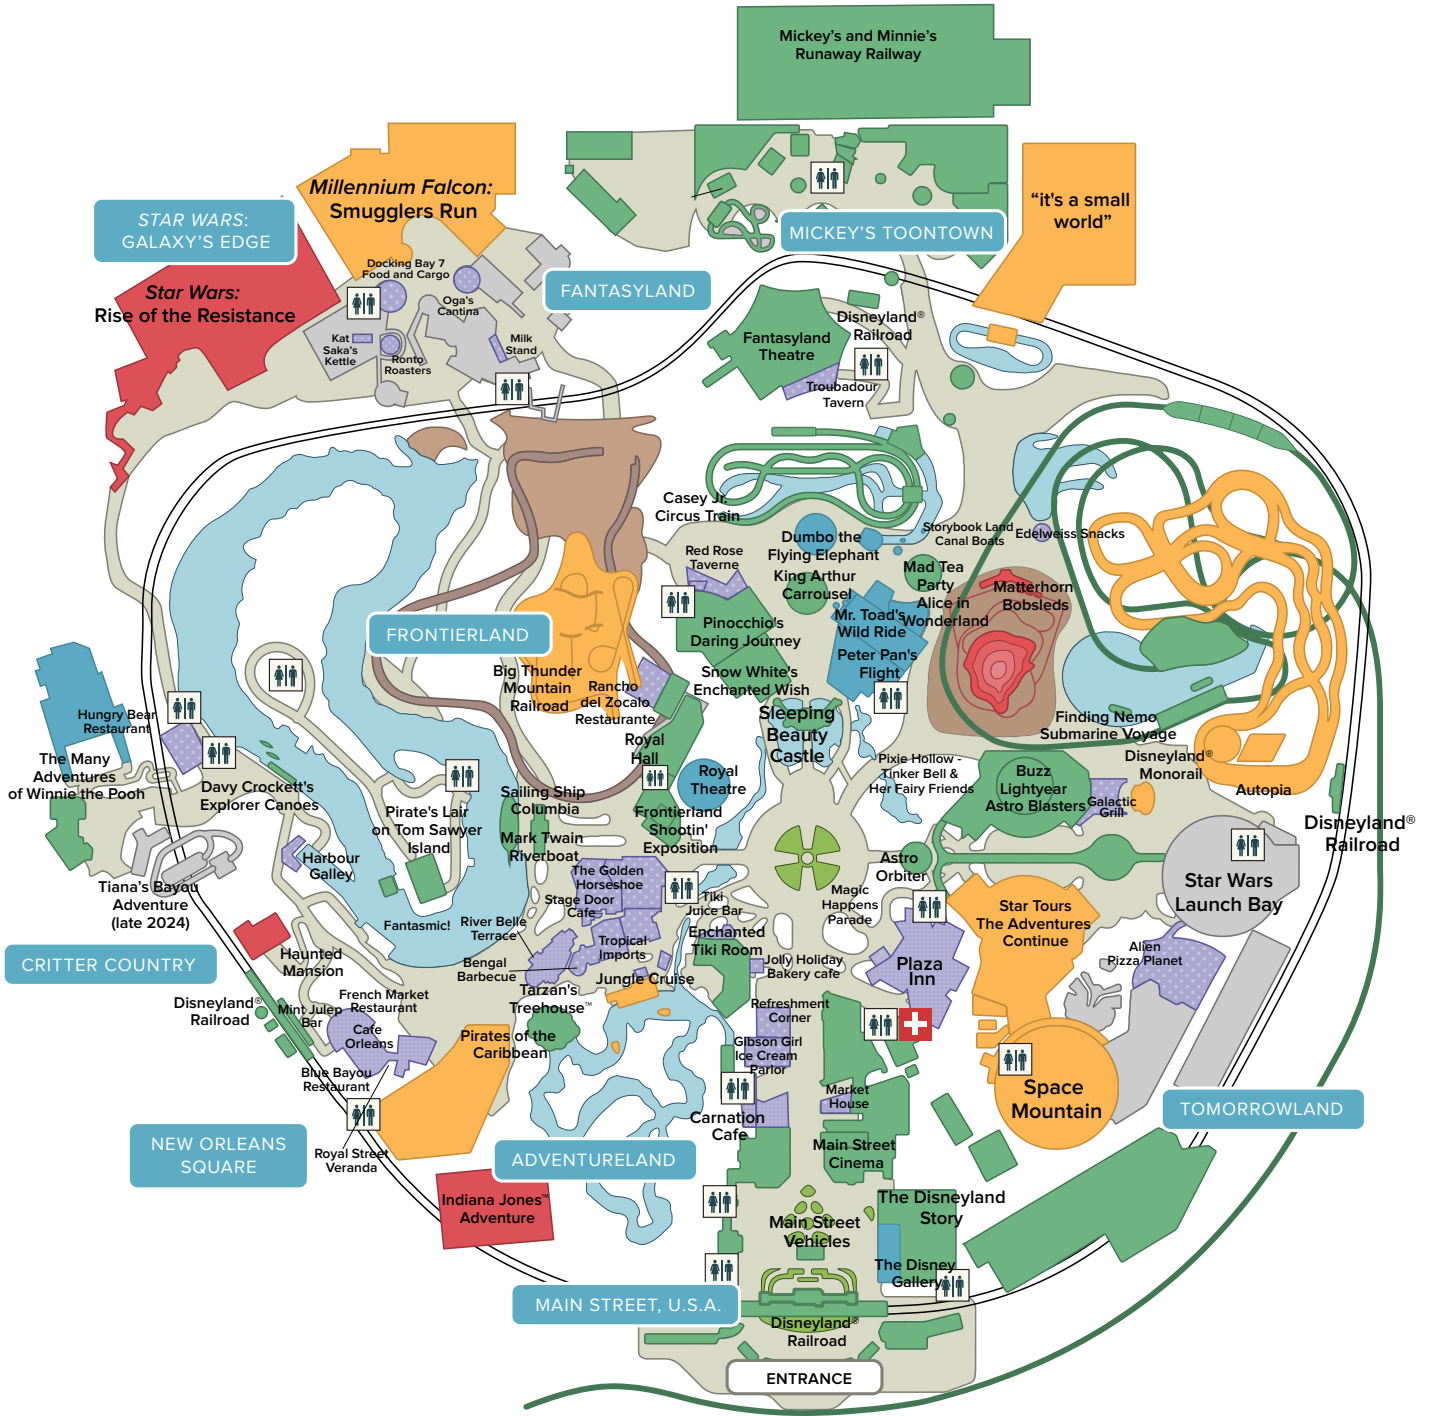 Mickey's and Minnie's
Runaway Railway
Millennium Falcon:
Smugglers Run
"it's a small
world"
STAR WARS:
GALAXY'S EDGE
MICKEY'S TOONTOWN
Docking Bay 7
Food and Cargo
FANTASYLAND
Star Wars:
Rise of the Resistance
Oga's
Cantina
Kat
Saka's
Kettle
Ronto
Roasters
Milk
Stand
Disneyland®
Railroad
Fantasyland
Theatre
Troubadour
Tavern
Casey Jr.
Circus Train
Dumbo the
Flying Elephant
Storybook Land
Canal Boats
Edelweiss Snacks
Red Rose
Taverne
King Arthur
Carrousel
Mad Tea
Party
Alice in
Wonderland
Matterhorn
Bobsleds
Mr. Toad's
Wild Ride
Pinocchio's
Daring Journey
Peter Pan's
Flight
FRONTIERLAND
Snow White's
Enchanted Wish
Big Thunder
Mountain
Railroad
Rancho
del Zocalo
Restaurante
Sleeping
Beauty
Castle
Finding Nemo
Submarine Voyage
Hungry Bear
Restaurant
Royal
Hall
Disneyland®
Monorail
The Many
Adventures
of Winnie the Pooh
Pixie Hollow -
Tinker Bell &
Her Fairy Friends
Buzz
Lightyear
Astro Blasters
Royal
Theatre
Davy Crockett's
Explorer Canoes
Sailing Ship
Columbia
Autopia
Galactic
Grill
Pirate's Lair
on Tom Sawyer
Island
Frontierland
Shootin'
Exposition
Disneyland®
Railroad
Mark Twain
Riverboat
Harbour
Galley
Astro
Orbiter
The Golden
Horseshoe
Tiana's Bayou
Adventure
(late 2024)
Stage Door
Cafe
Tiki
Juice Bar
Magic
Happens
Parade
Star Wars
Launch Bay
Star Tours
The Adventures
Continue
Fantasmic!
River Belle
Terrace
Enchanted
Tiki Room
Tropical
Imports
Alien
Pizza Planet
CRITTER COUNTRY
Haunted
Mansion
Bengal
Barbecue
Jungle Cruise
Jolly Holiday
Bakery cafe
Plaza
Inn
Tarzan's
Treehouse™
French Market
Restaurant
Disneyland®
Railroad
Mint Julep
Bar
Refreshment
Corner
Cafe
Orleans
Pirates of the
Caribbean
Gibson Girl
Ice Cream
Parlor
Blue Bayou
Restaurant
Space
Mountain
Market
House
TOMORROWLAND
Carnation
Cafe
NEW ORLEANS
SQUARE
Royal Street
Veranda
ADVENTURELAND
Main Street
Cinema
Indiana Jones™
Adventure
The Disneyland
Story
Main Street
Vehicles
The Disney
Gallery
MAIN STREET, U.S.A.
Disneyland®
Railroad
ENTRANCE